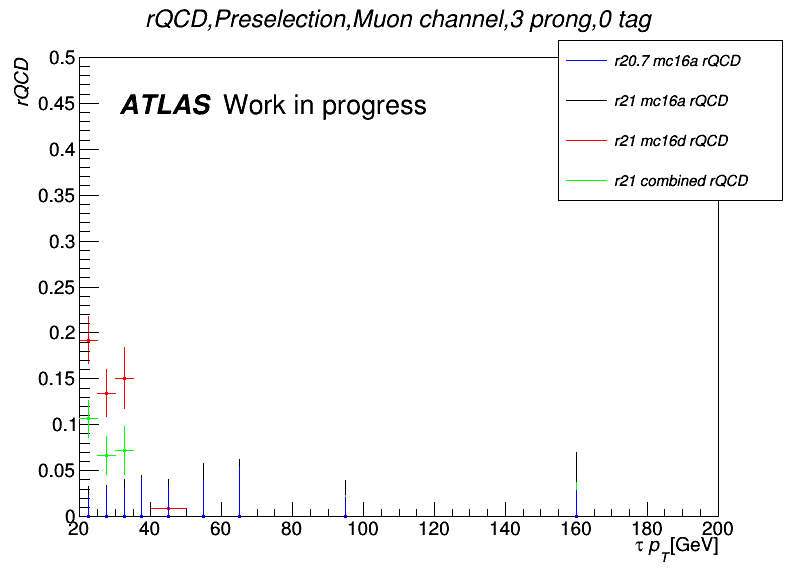 rQCD,Preselection,Muon channel,3 prong,0 tag
rQCD
0.5
0.45
0.4
0.35
0.3
0.25
0.2
0.15
0.1
0.05
0
ATLAS Work in progress
r20.7 mc16a rQCD
r21 mc16a rQCD
r21 mc16d rQCD
r21 combined rQCD
20 40 60 80 100 120 140 160 180 200
τ p_T[GeV]